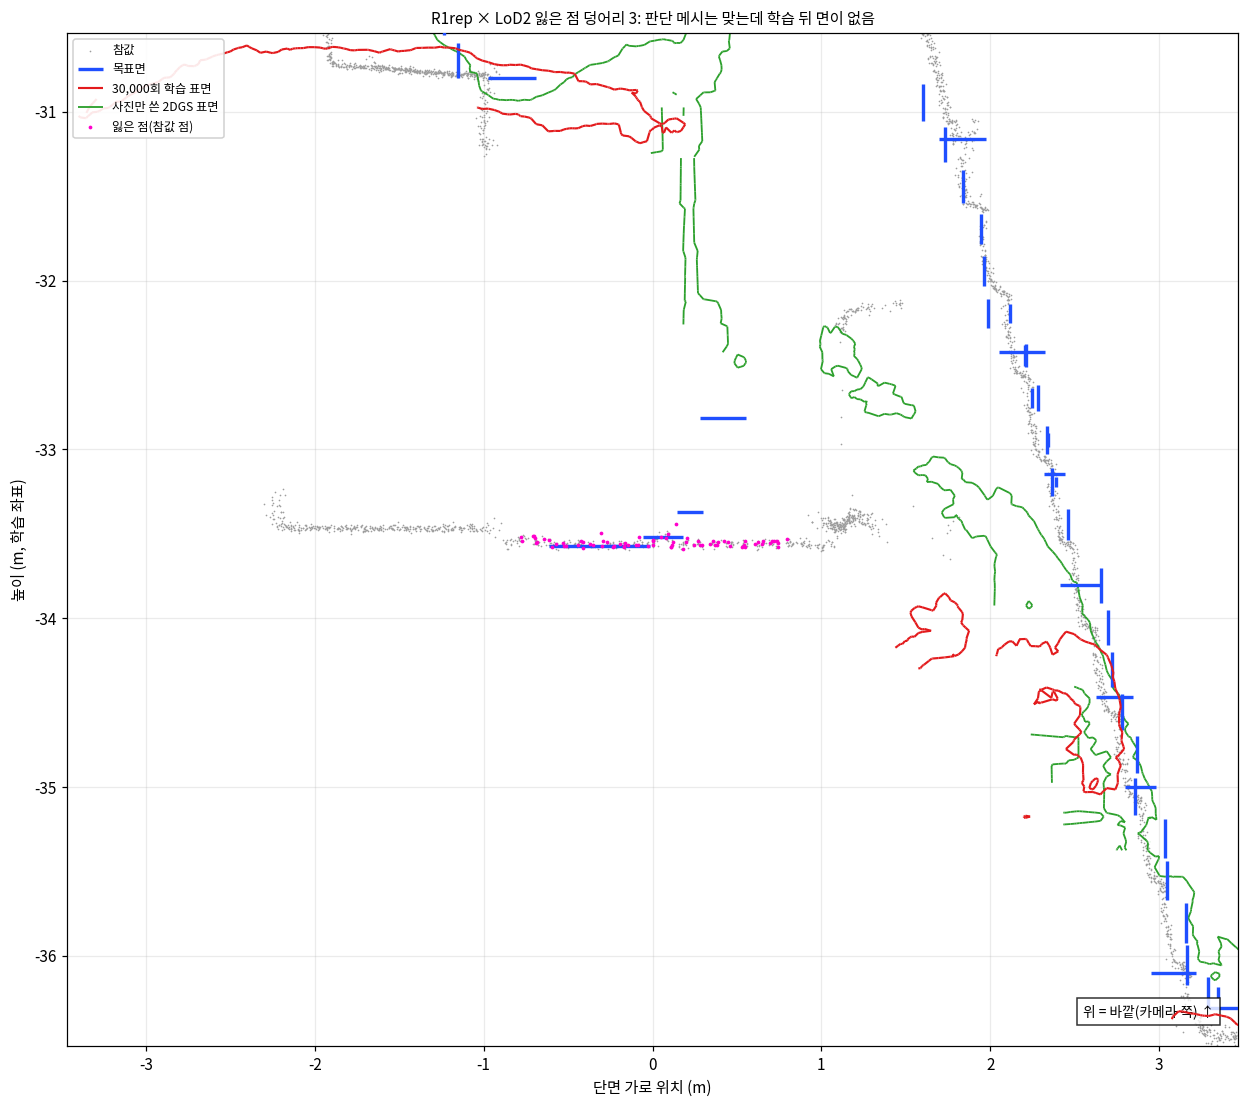 R1rep × LoD2 잃은 점 덩어리 3: 판단 메시는 맞는데 학습 뒤 면이 없음
참값
목표면
30,000회 학습 표면
사진만 쓴 2DGS 표면
잃은 점(참값 점)
높이 (m, 학습 좌표)
-31
-32
-33
-34
-35
-36
위 = 바깥(카메라 쪽) ↑
-3
-2
-1
0
1
2
3
단면 가로 위치 (m)